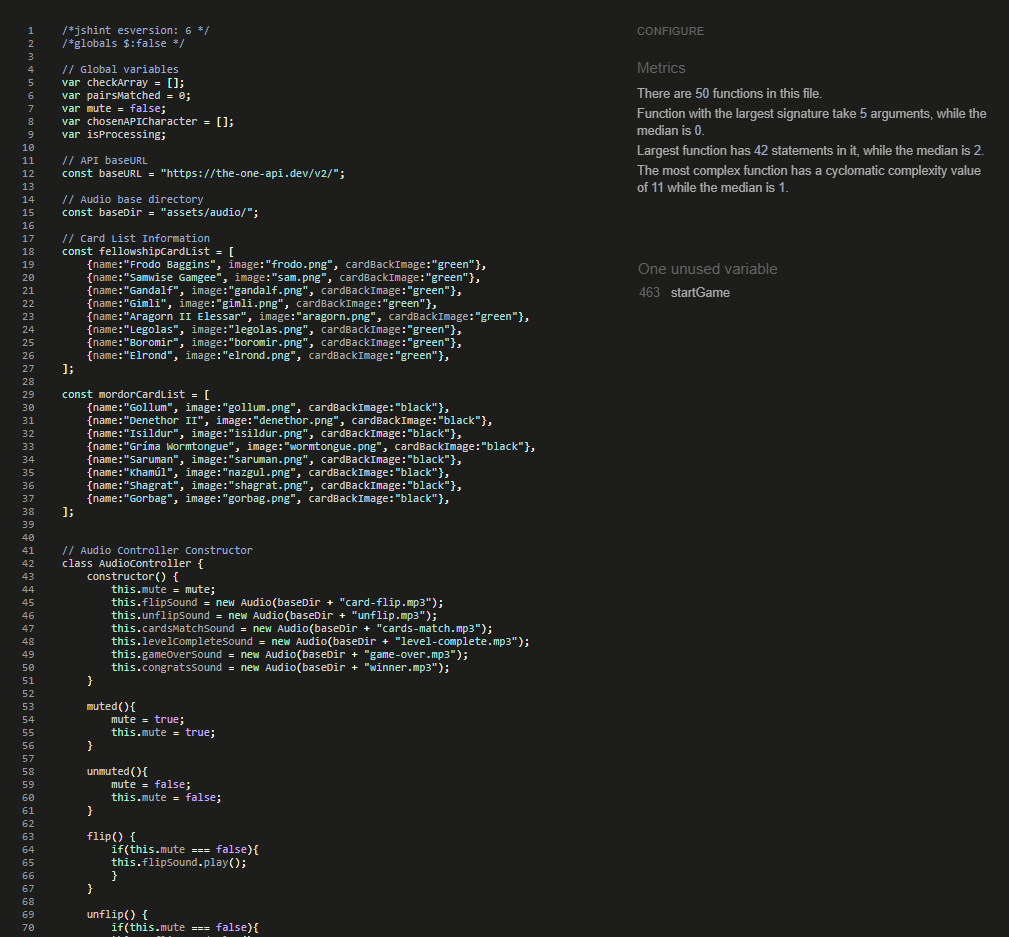 1 /*jshint esversion: 6 */
2 /*globals $:false */
3
4 // Global variables
5 var checkArray = [];
6 var pairsMatched = 0;
7 var mute = false;
8 var chosenAPICharacter = [];
9 var isProcessing;
10
11 // API baseURL
12 const baseURL = "https://the-one-api.dev/v2/";
13
14 // Audio base directory
15 const baseDir = "assets/audio/";
16
17 // Card List Information
18 const fellowshipCardList = [
19 {name:"Frodo Baggins", image:"frodo.png", cardBackImage:"green"},
20 {name:"Samwise Gamgee", image:"sam.png", cardBackImage:"green"},
21 {name:"Gandalf", image:"gandalf.png", cardBackImage:"green"},
22 {name:"Gimli", image:"gimli.png", cardBackImage:"green"},
23 {name:"Aragorn II Elessar", image:"aragorn.png", cardBackImage:"green"},
24 {name:"Legolas", image:"legolas.png", cardBackImage:"green"},
25 {name:"Boromir", image:"boromir.png", cardBackImage:"green"},
26 {name:"Elrond", image:"elrond.png", cardBackImage:"green"},
27 ];
28
29 const mordorCardList = [
30 {name:"Gollum", image:"gollum.png", cardBackImage:"black"},
31 {name:"Denethor II", image:"denethor.png", cardBackImage:"black"},
32 {name:"Isildur", image:"isildur.png", cardBackImage:"black"},
33 {name:"Gríma Wormtongue", image:"wormtongue.png", cardBackImage:"black"},
34 {name:"Saruman", image:"saruman.png", cardBackImage:"black"},
35 {name:"Khamûl", image:"nazgul.png", cardBackImage:"black"},
36 {name:"Shagrat", image:"shagrat.png", cardBackImage:"black"},
37 {name:"Gorbag", image:"gorbag.png", cardBackImage:"black"},
38 ];
39
40
41 // Audio Controller Constructor
42 class AudioController {
43 constructor() {
44 this.mute = mute;
45 this.flipSound = new Audio(baseDir + "card-flip.mp3");
46 this.unflipSound = new Audio(baseDir + "unflip.mp3");
47 this.cardsMatchSound = new Audio(baseDir + "cards-match.mp3");
48 this.levelCompleteSound = new Audio(baseDir + "level-complete.mp3");
49 this.gameOverSound = new Audio(baseDir + "game-over.mp3");
50 this.congratsSound = new Audio(baseDir + "winner.mp3");
51 }
52
53 muted(){
54 mute = true;
55 this.mute = true;
56 }
57
58 unmuted(){
59 mute = false;
60 this.mute = false;
61 }
62
63 flip() {
64 if(this.mute === false){
65 this.flipSound.play();
66 }
67 }
68
69 unflip() {
70 if(this.mute === false){
CONFIGURE
Metrics
There are 50 functions in this file.
Function with the largest signature take 5 arguments, while the
median is 0.
Largest function has 42 statements in it, while the median is 2.
The most complex function has a cyclomatic complexity value
of 11 while the median is 1.
One unused variable
463 startGame